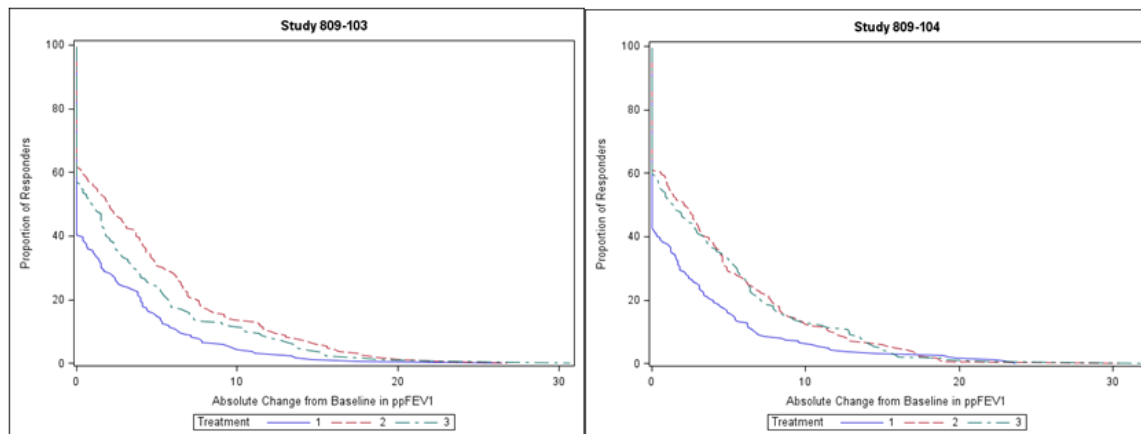 Study 809-103
100
80
60
40
20
0
Proportion of Responders
0 10 20 30
Absolute Change from Baseline in ppFEV1
Treatment 1 2 3
Study 809-104
100
80
60
40
20
0
Proportion of Responders
0 10 20 30
Absolute Change from Baseline in ppFEV1
Treatment 1 2 3